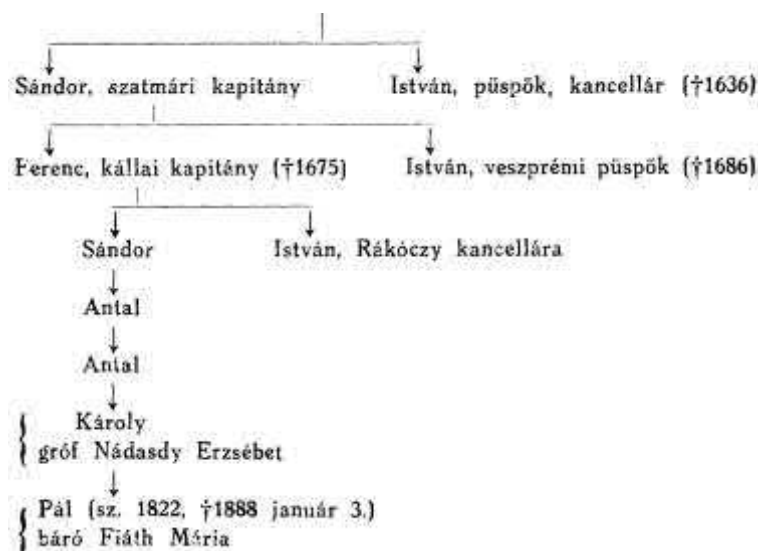 Sándor, szatmári kapitány István, püspök, kancellár (†1636)
Ferenc, kállai kapitány (†1675) István, veszprémi püspök (†1686)
Sándor István, Rákóczy kancellára
Antal
Antal
Károly
gróf Nádasdy Erzsébet
Pál (sz. 1822, †1888 január 3.)
báró Fiáth Mária